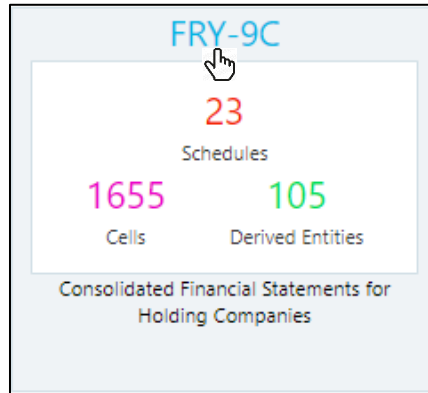 FRY-9C
23
Schedules
1655 105
Cells Derived Entities
Consolidated Financial Statements for
Holding Companies